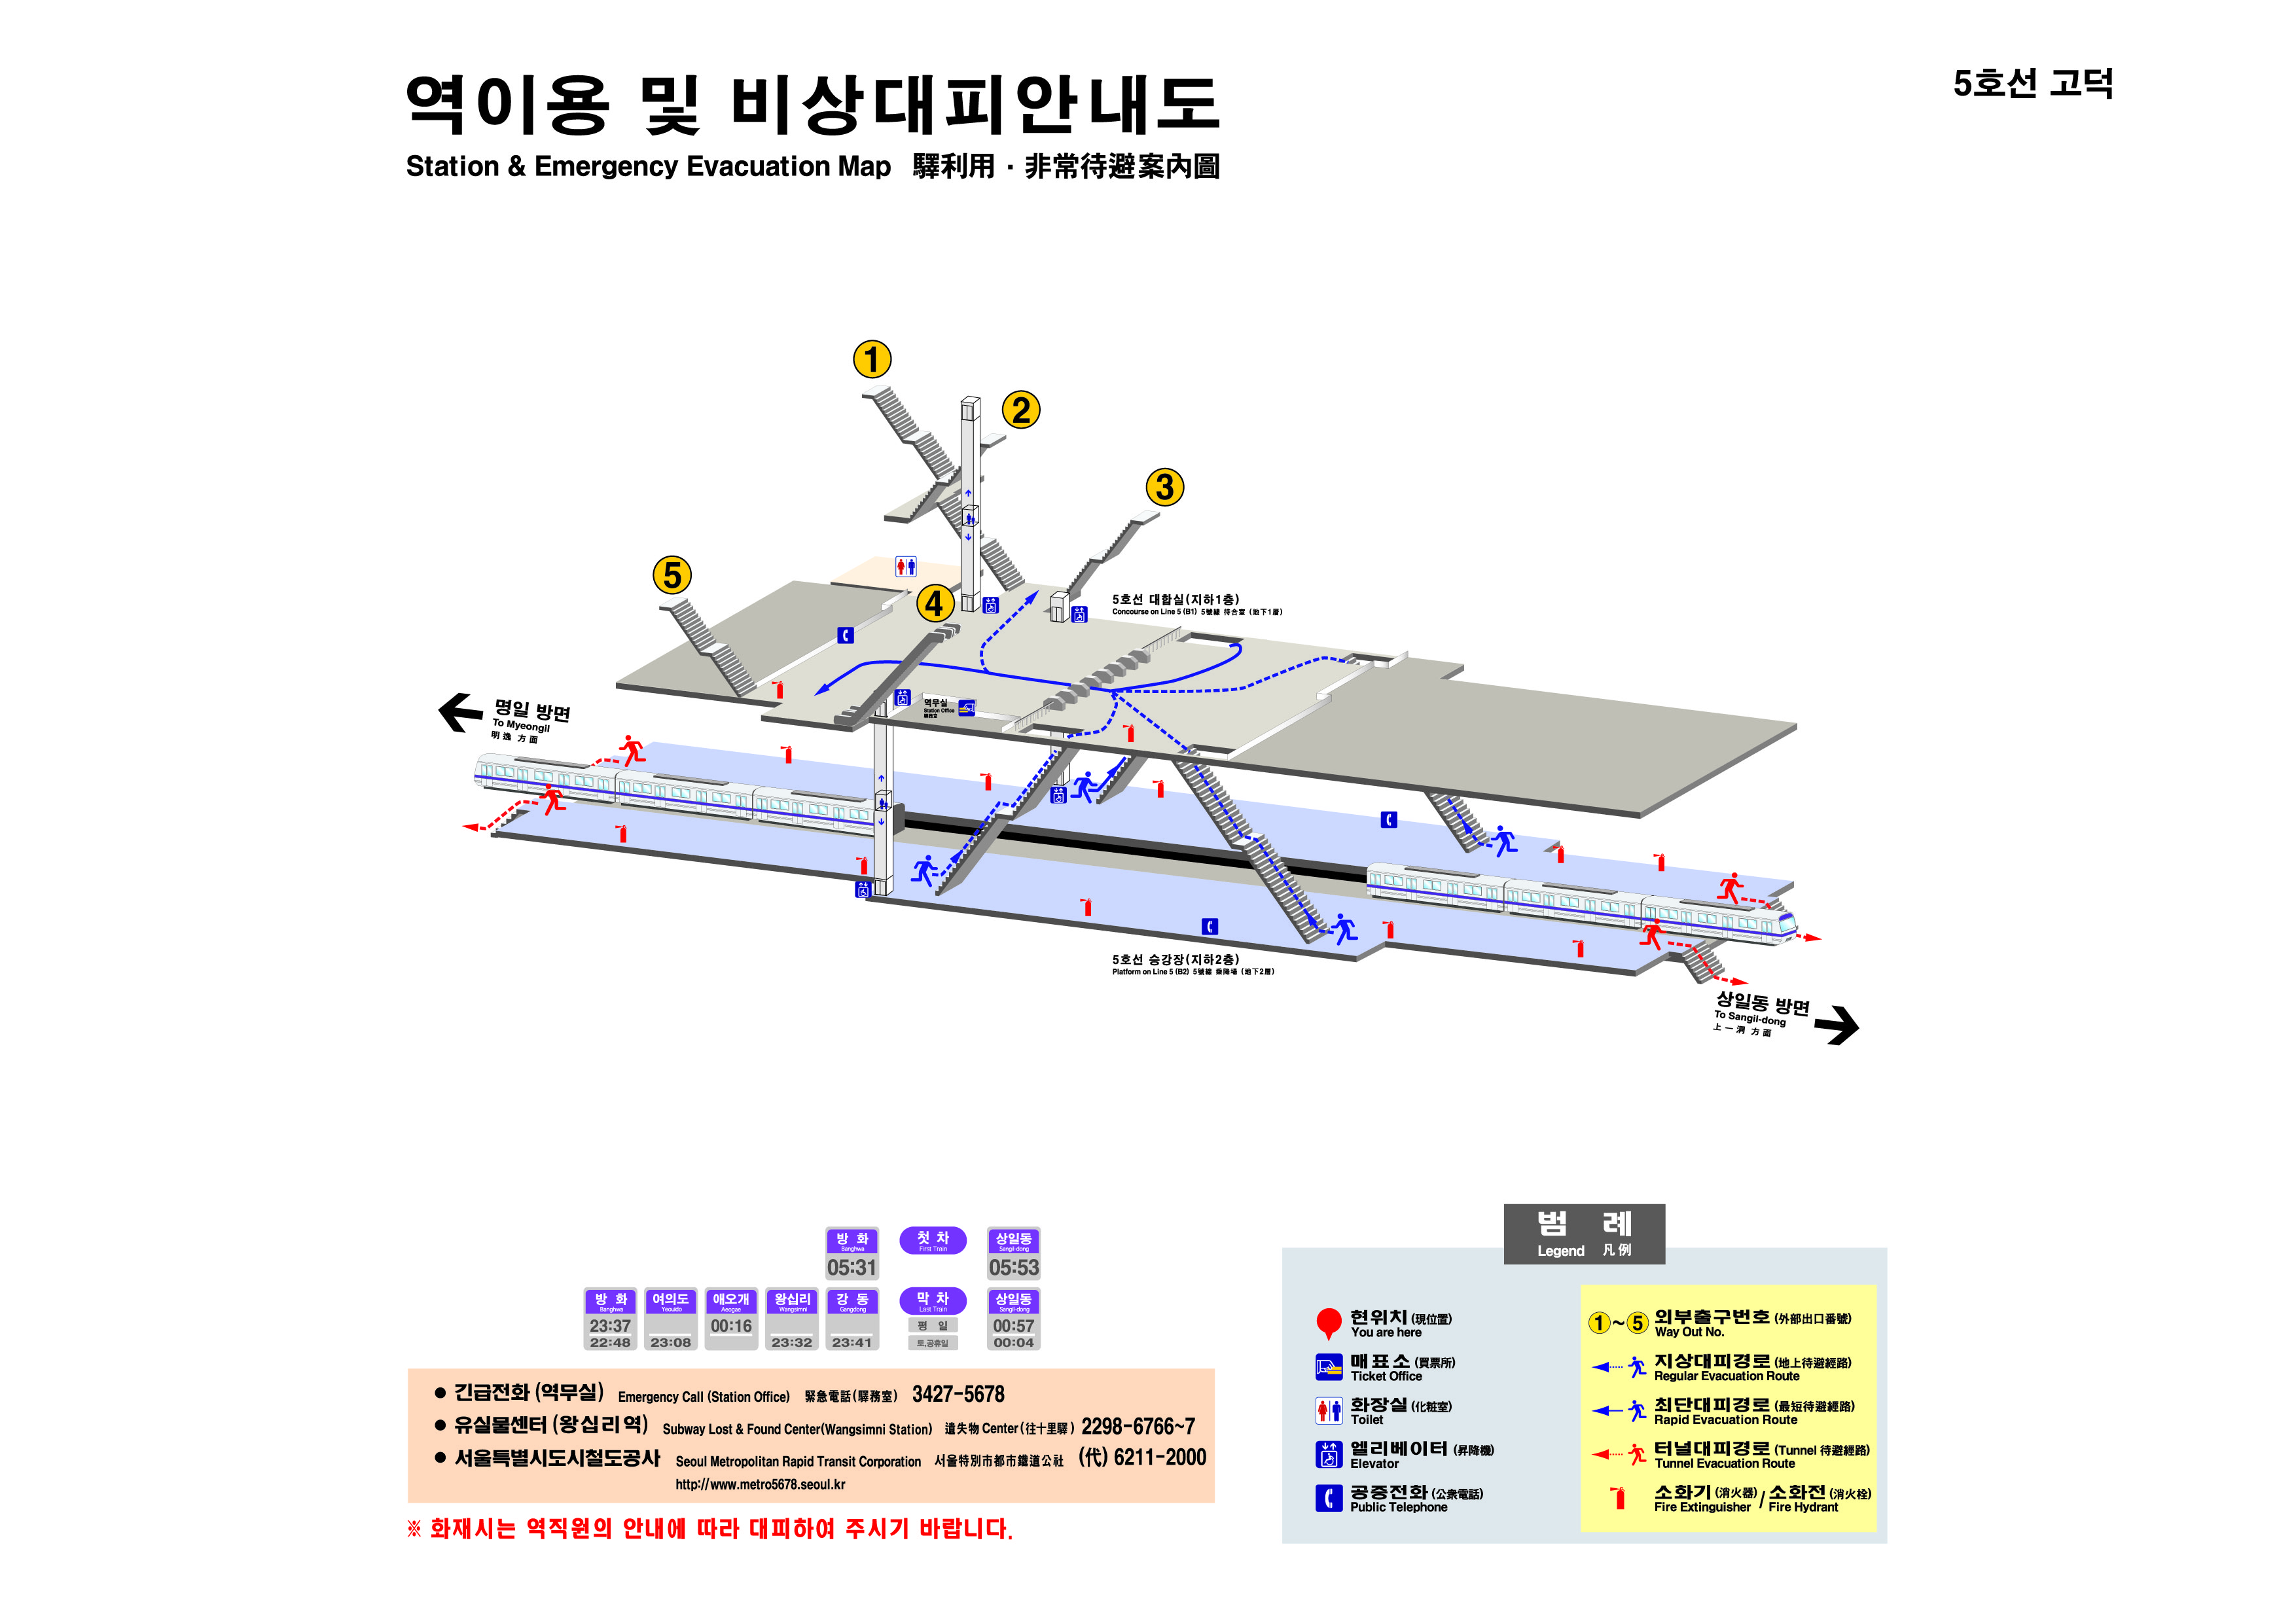 역이용 및 비상대피안내도
Station & Emergency Evacuation Map 驛利用 · 非常待避案內圖
5호선 고덕
1
2
3
5
4
5호선 대합실(지하1층)
Concourse on Line 5 (B1) 5號線 待合室 (地下1層)
역무실
Station Office
驛務室
명일 방면
To Myeongil
明逸 方面
5호선 승강장(지하2층)
Platform on Line 5 (B2) 5號線 乘降場 (地下2層)
상일동 방면
To Sangil-dong
上一洞 方面
방 화 첫 차 상일동
Banghwa First Train Sangil-dong
05:31 05:53
방 화 여의도 애오개 왕십리 강 동 막 차 상일동
Banghwa Yeouido Aeogae Wangsimni Gangdong Last Train Sangil-dong
23:37 00:16 평 일 00:57
22:48 23:08 23:32 23:41 토,공휴일 00:04
● 긴급전화 (역무실) Emergency Call (Station Office) 緊急電話(驛務室) 3427-5678
● 유실물센터 (왕십리역) Subway Lost & Found Center(Wangsimni Station) 遺失物 Center(往十里驛) 2298-6766~7
● 서울특별시도시철도공사 Seoul Metropolitan Rapid Transit Corporation 서울特別市都市鐵道公社 (代) 6211-2000
http://www.metro5678.seoul.kr
※ 화재시는 역직원의 안내에 따라 대피하여 주시기 바랍니다.
범 례
Legend 凡例
현위치 (現位置)
You are here
매표소 (買票所)
Ticket Office
화장실 (化粧室)
Toilet
엘리베이터 (昇降機)
Elevator
공중전화 (公衆電話)
Public Telephone
1 ~ 5 외부출구번호 (外部出口番號)
Way Out No.
지상대피경로 (地上待避經路)
Regular Evacuation Route
최단대피경로 (最短待避經路)
Rapid Evacuation Route
터널대피경로 (Tunnel 待避經路)
Tunnel Evacuation Route
소화기 (消火器) / 소화전 (消火栓)
Fire Extinguisher / Fire Hydrant